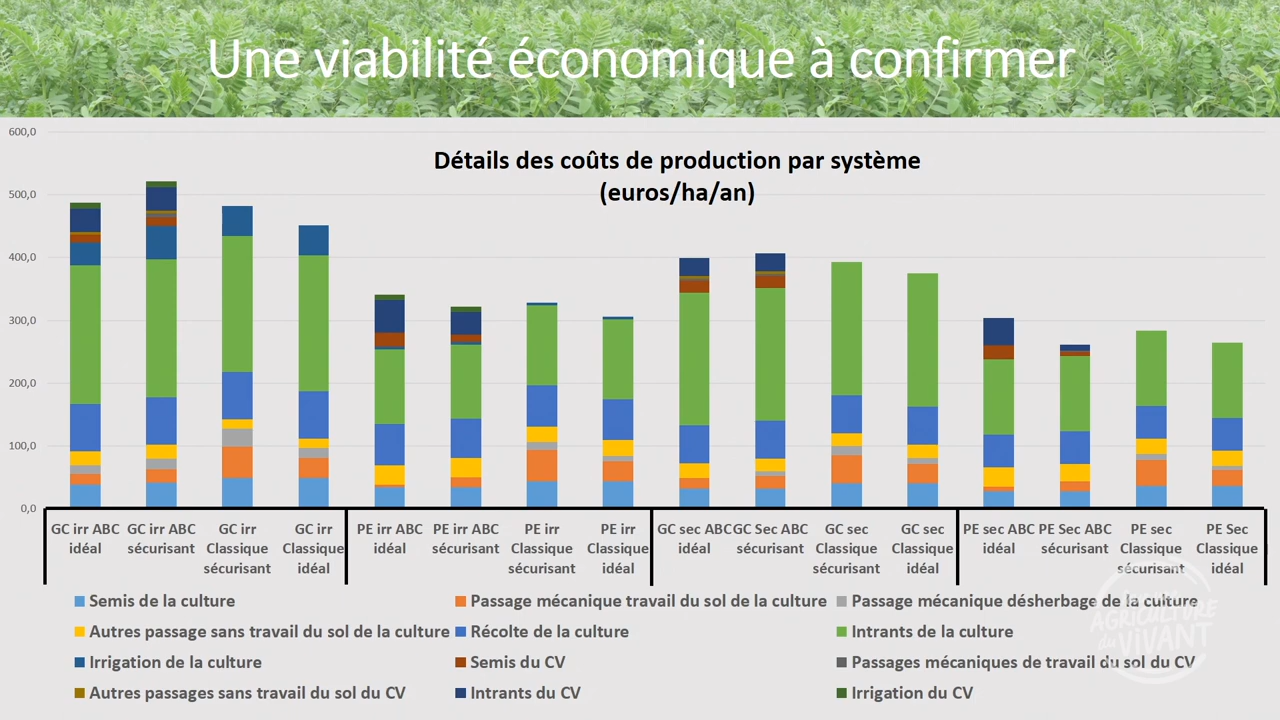 Une viabilité économique à confirmer
600,0
Détails des coûts de production par système
(euros/ha/an)
500,0
400,0
300,0
200,0
100,0
0,0
GC irr ABC idéal
GC irr ABC sécurisant
GC irr Classique sécurisant
GC irr Classique idéal
PE irr ABC idéal
PE irr ABC sécurisant
PE irr Classique sécurisant
PE irr Classique idéal
GC sec ABC idéal
GC Sec ABC sécurisant
GC sec Classique sécurisant
GC sec Classique idéal
PE sec ABC idéal
PE Sec ABC sécurisant
PE sec Classique sécurisant
PE Sec Classique idéal
Semis de la culture
Passage mécanique travail du sol de la culture
Passage mécanique désherbage de la culture
Autres passage sans travail du sol de la culture
Récolte de la culture
Intrants de la culture
Irrigation de la culture
Semis du CV
Passages mécaniques de travail du sol du CV
Autres passages sans travail du sol du CV
Intrants du CV
Irrigation du CV
AGRICULTURE
du VIVANT